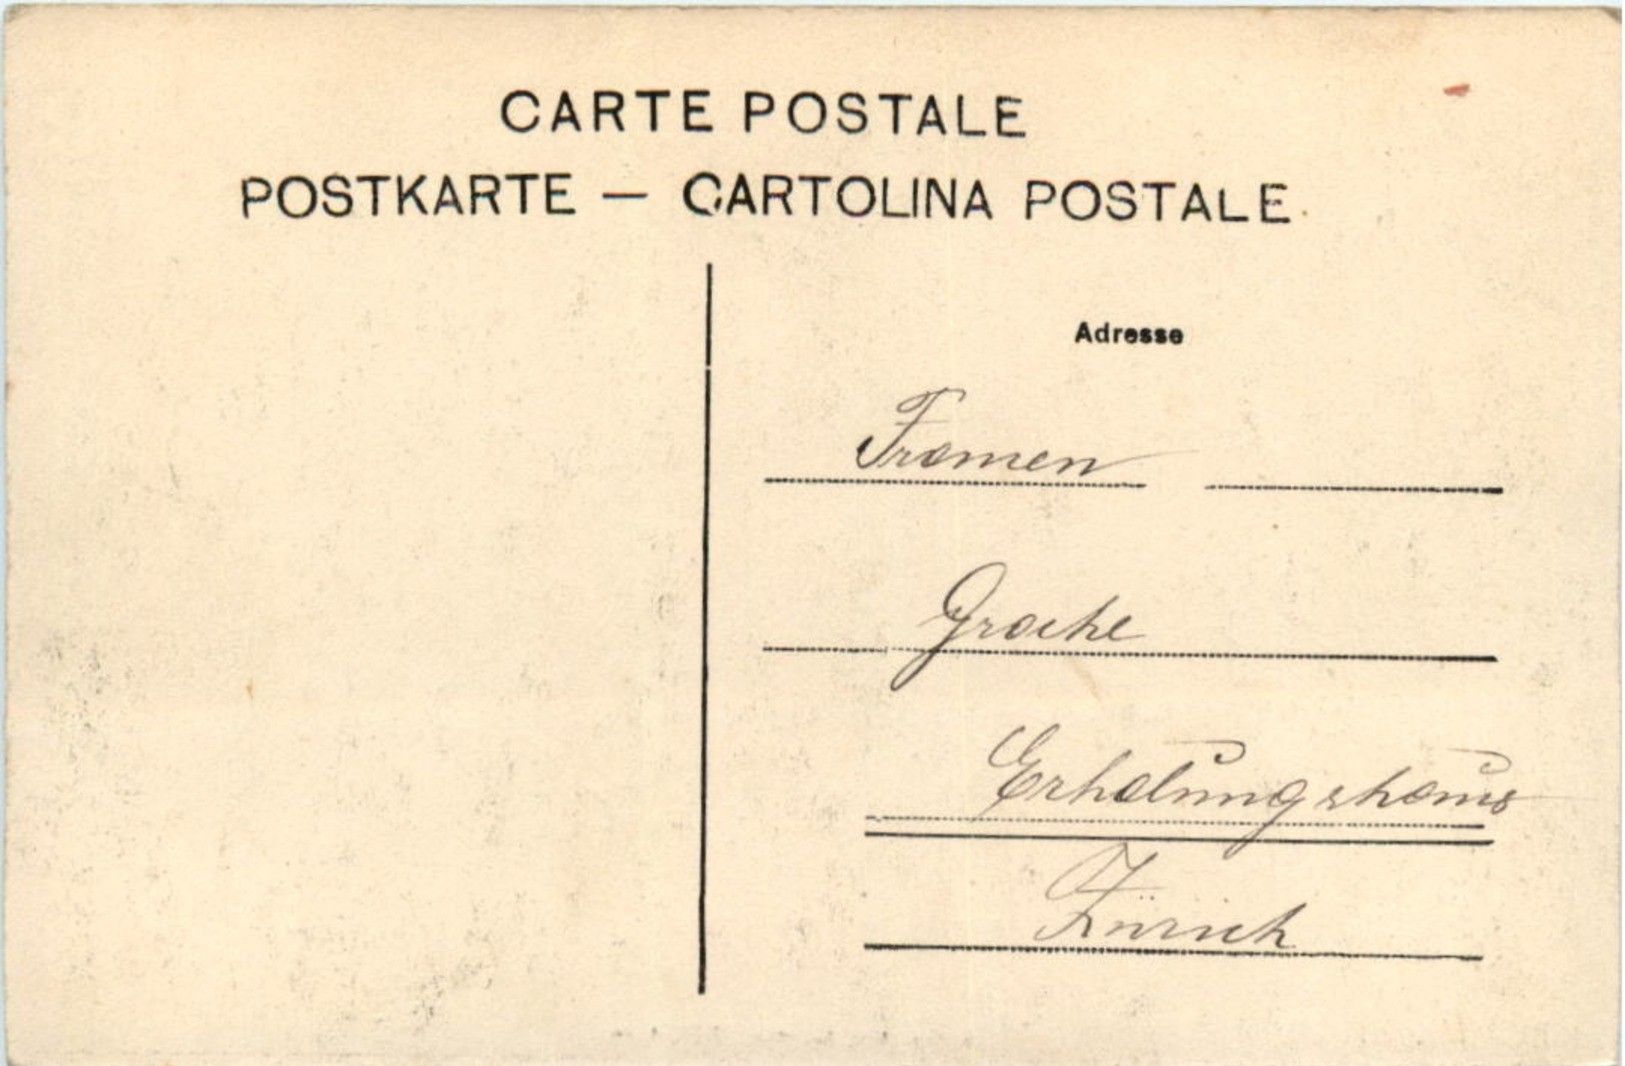 CARTE POSTALE
POSTKARTE — CARTOLINA POSTALE
Adresse
Erholungshaus
Zürich